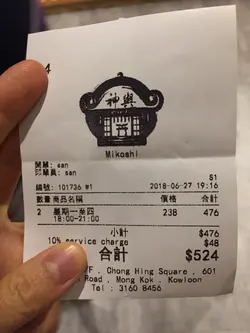 4
神輿
Mikoshi
開單: san
印單員: san
S1
編號: 101736 #1 2018-06-27 19:16
數量 商品名稱 價格 合計
2 星期一至四 238 476
18:00-21:00
小計 $476
10% service charge $48
合計 $524
/F , Chong Hing Square , 601
Road , Mong Kok , Kowloon
Tel : 3160 8456